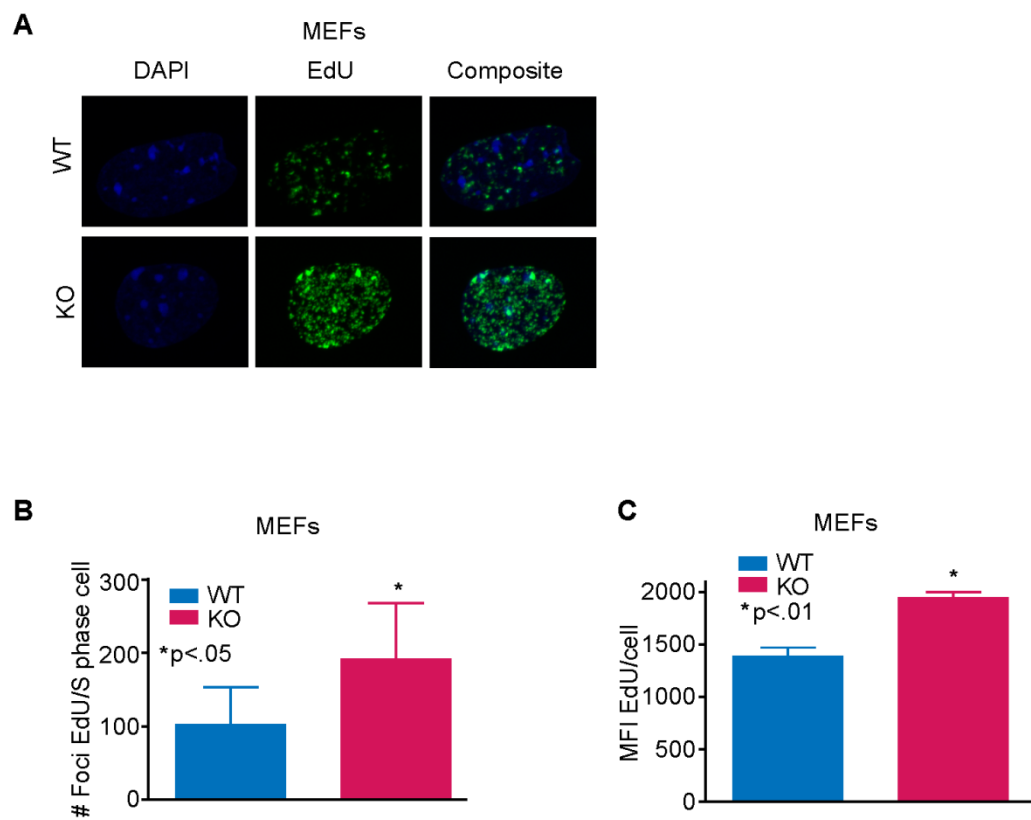 A
MEFs
DAPI EdU Composite
WT
KO
B
MEFs
# Foci EdU/S phase cell
300
200
100
0
WT
KO
*p<.05
*
C
MEFs
MFI EdU/cell
2000
1500
1000
500
0
WT
KO
*p<.01
*